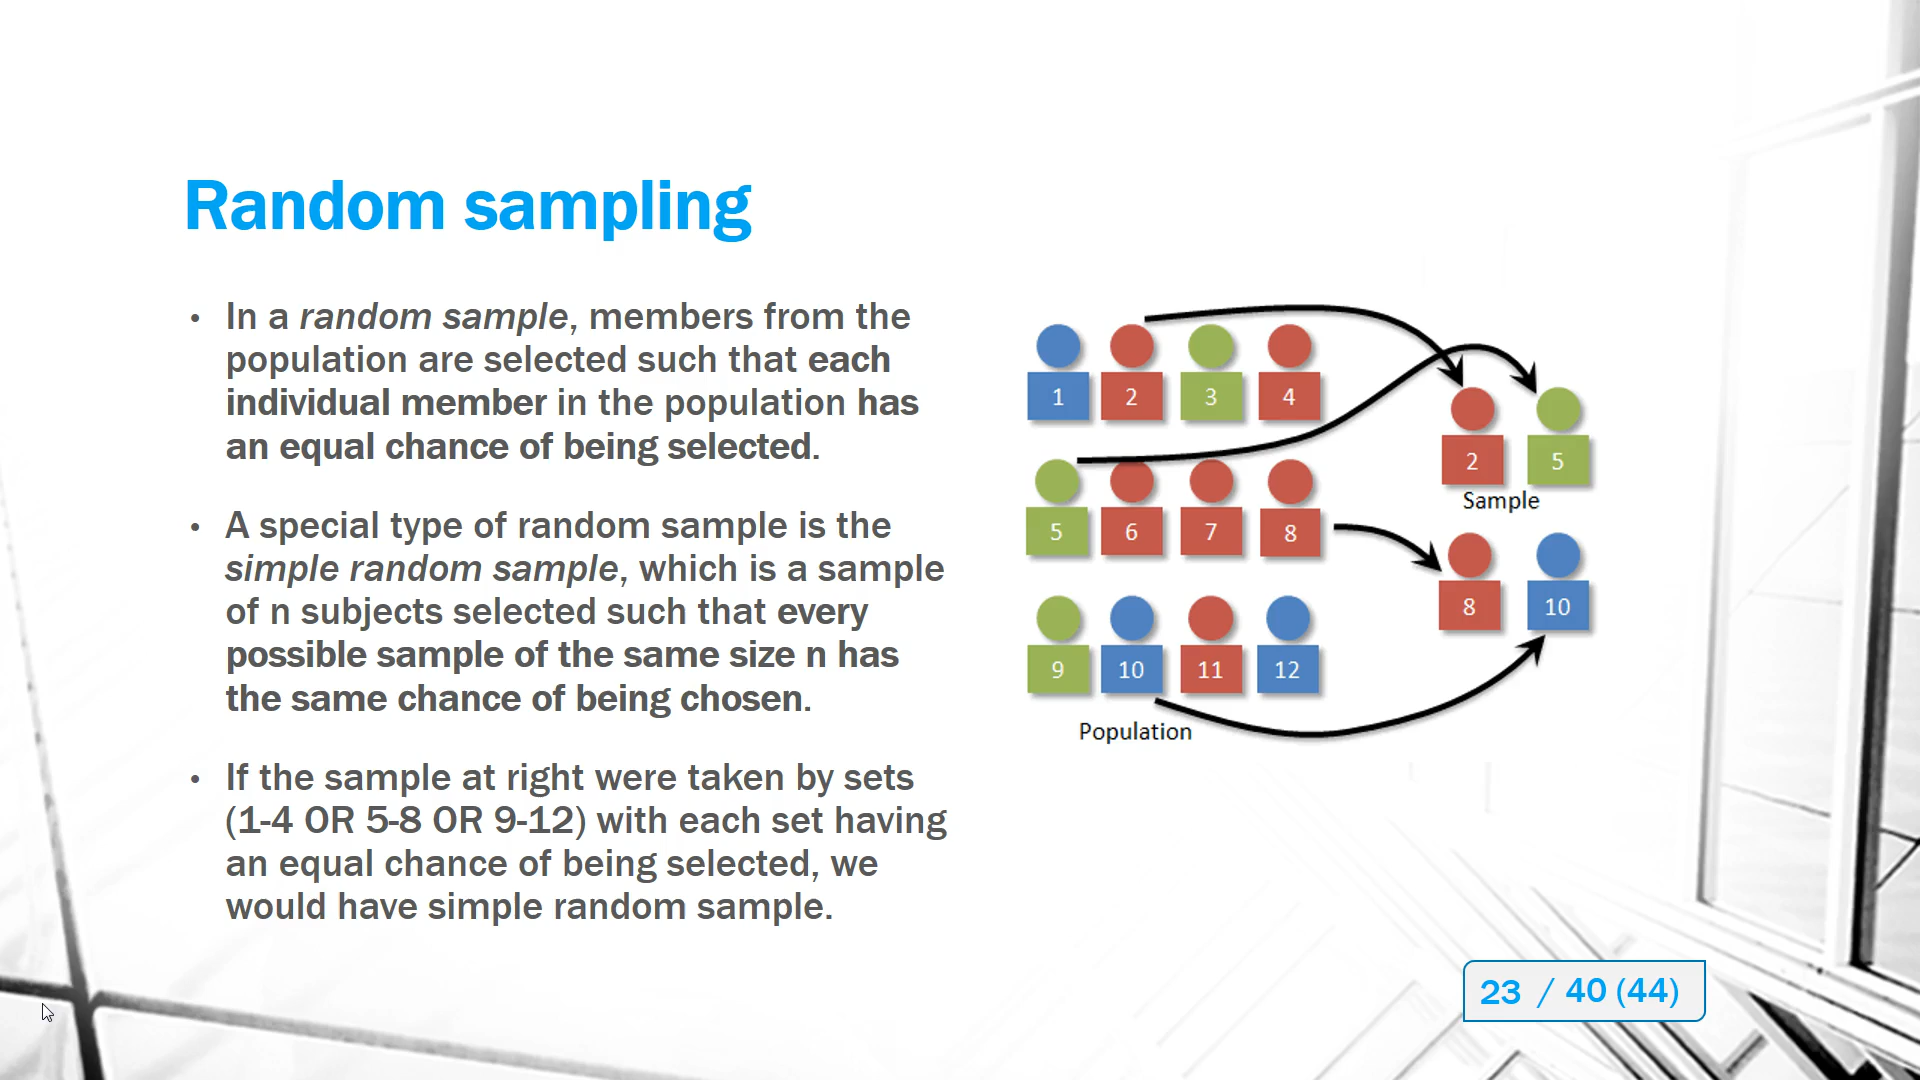 Random sampling
• In a random sample, members from the
population are selected such that each
individual member in the population has
an equal chance of being selected.
• A special type of random sample is the
simple random sample, which is a sample
of n subjects selected such that every
possible sample of the same size n has
the same chance of being chosen.
• If the sample at right were taken by sets
(1-4 OR 5-8 OR 9-12) with each set having
an equal chance of being selected, we
would have simple random sample.
1 2 3 4
5 6 7 8
9 10 11 12
Population
2 5
Sample
8 10
23 / 40 (44)